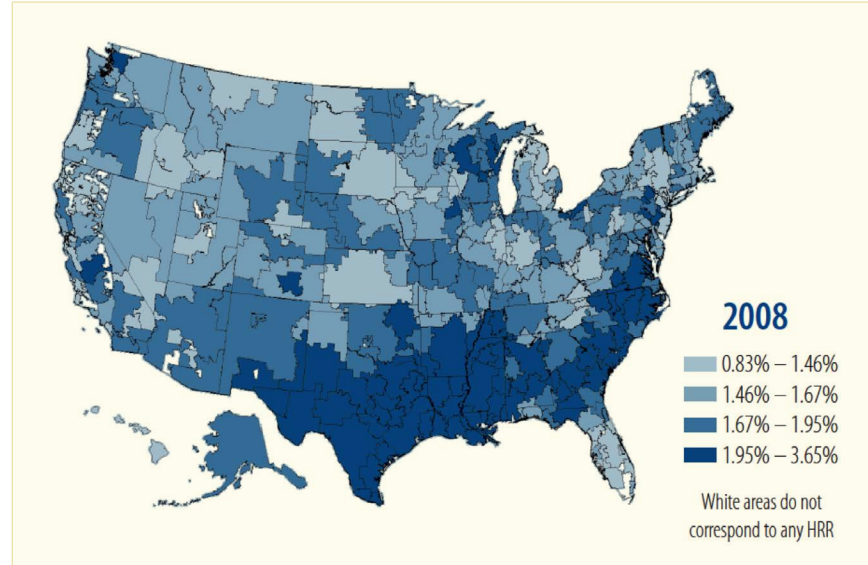 2008
0.83% – 1.46%
1.46% – 1.67%
1.67% – 1.95%
1.95% – 3.65%
White areas do not
correspond to any HRR